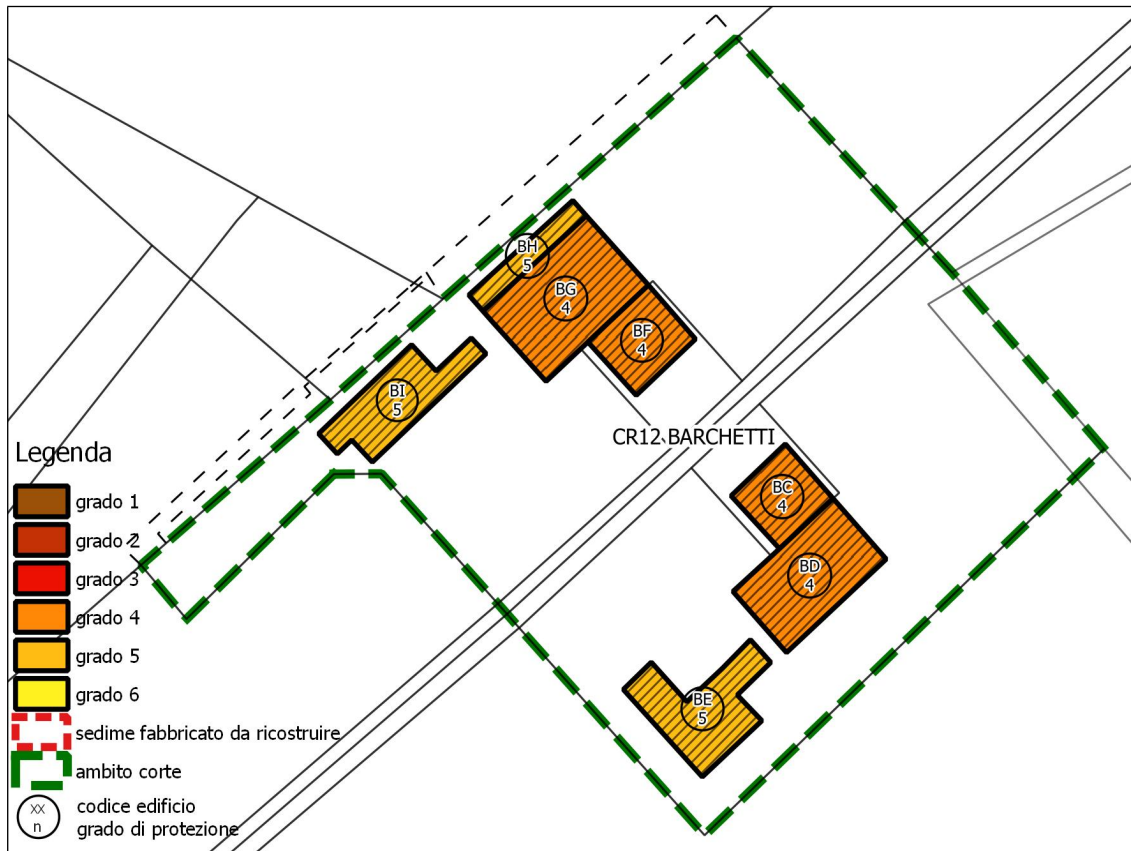 BH
5
BG
4
BF
4
BI
5
CR12 BARCHETTI
BC
4
BD
4
BE
5
Legenda
grado 1
grado 2
grado 3
grado 4
grado 5
grado 6
sedime fabbricato da ricostruire
ambito corte
XX
n
codice edificio
grado di protezione